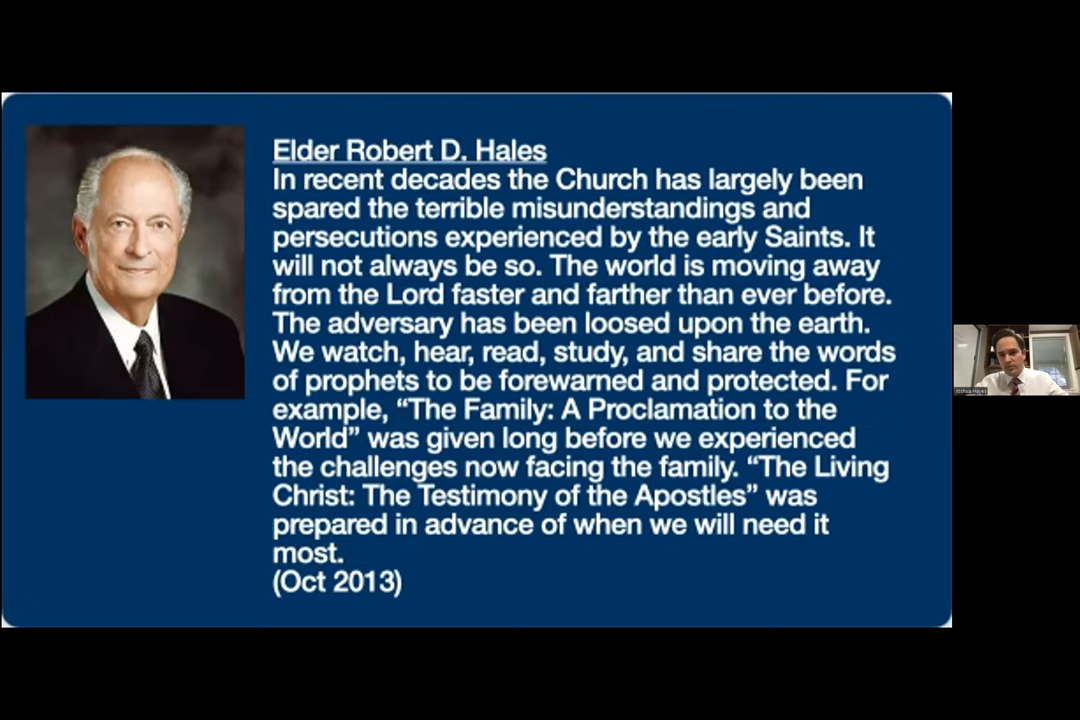 Elder Robert D. Hales
In recent decades the Church has largely been
spared the terrible misunderstandings and
persecutions experienced by the early Saints. It
will not always be so. The world is moving away
from the Lord faster and farther than ever before.
The adversary has been loosed upon the earth.
We watch, hear, read, study, and share the words
of prophets to be forewarned and protected. For
example, “The Family: A Proclamation to the
World” was given long before we experienced
the challenges now facing the family. “The Living
Christ: The Testimony of the Apostles” was
prepared in advance of when we will need it
most.
(Oct 2013)
Joshua